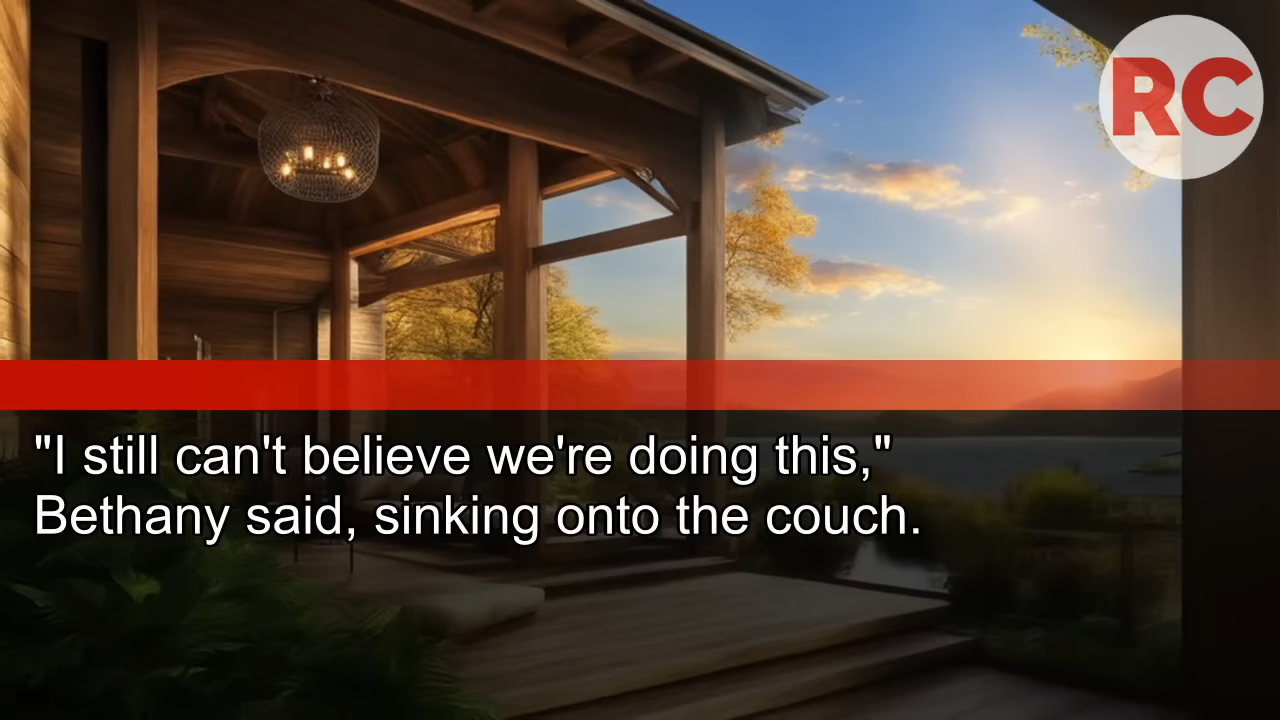 RC
"I still can't believe we're doing this,"
Bethany said, sinking onto the couch.